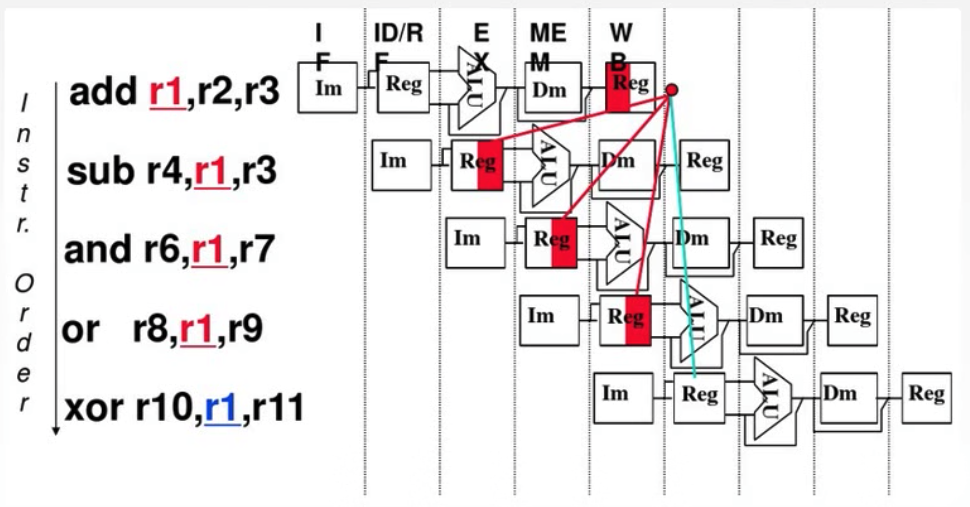 IF ID/RF EX MEM WB
Instr. Order
add r1,r2,r3 Im Reg ALU Dm Reg
sub r4,r1,r3 Im Reg ALU Dm Reg
and r6,r1,r7 Im Reg ALU Dm Reg
or r8,r1,r9 Im Reg ALU Dm Reg
xor r10,r1,r11 Im Reg ALU Dm Reg